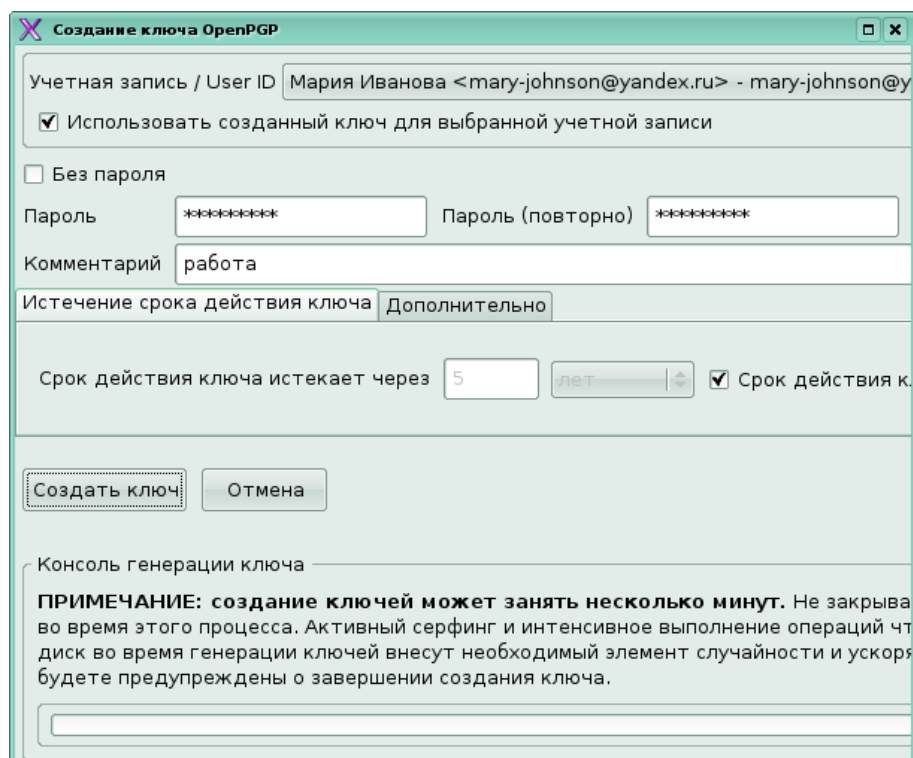 Создание ключа OpenPGP
Учетная запись / User ID Мария Иванова <mary-johnson@yandex.ru> - mary-johnson@y
Использовать созданный ключ для выбранной учетной записи
Без пароля
Пароль ********* Пароль (повторно) *********
Комментарий работа
Истечение срока действия ключа Дополнительно
Срок действия ключа истекает через 5 лет Срок действия к
Создать ключ Отмена
Консоль генерации ключа
ПРИМЕЧАНИЕ: создание ключей может занять несколько минут. Не закрыва
во время этого процесса. Активный серфинг и интенсивное выполнение операций чт
диск во время генерации ключей внесут необходимый элемент случайности и ускоря
будете предупреждены о завершении создания ключа.